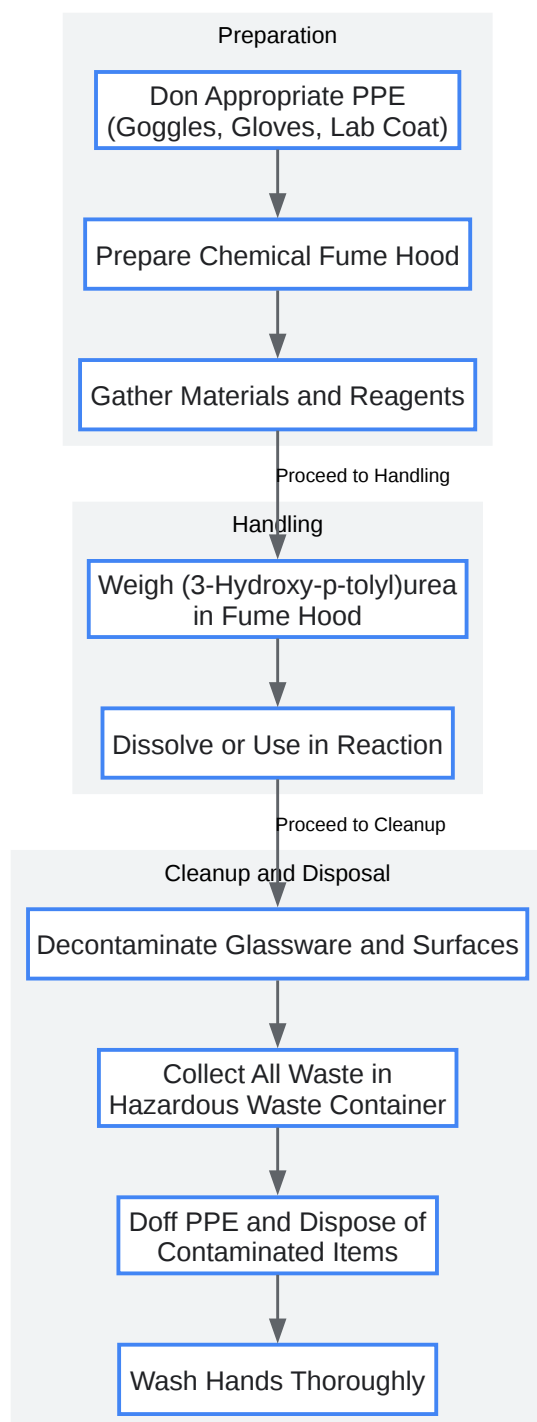 Preparation
Don Appropriate PPE
(Goggles, Gloves, Lab Coat)
Prepare Chemical Fume Hood
Gather Materials and Reagents
Proceed to Handling
Handling
Weigh (3-Hydroxy-p-tolyl)urea
in Fume Hood
Dissolve or Use in Reaction
Proceed to Cleanup
Cleanup and Disposal
Decontaminate Glassware and Surfaces
Collect All Waste in
Hazardous Waste Container
Doff PPE and Dispose of
Contaminated Items
Wash Hands Thoroughly